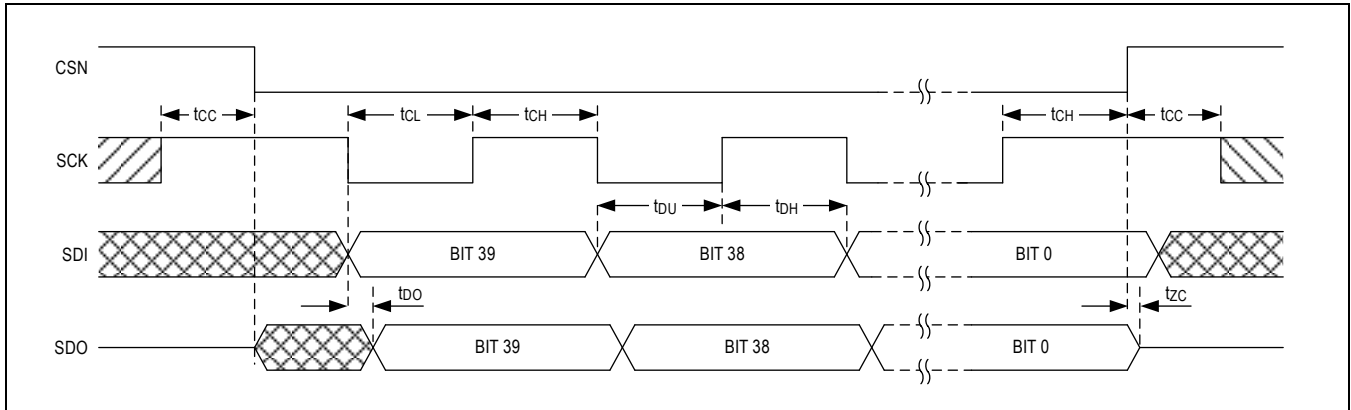 CSN
tCC
tCL
tCH
tCH
tCC
SCK
tDU
tDH
SDI
BIT 39
BIT 38
BIT 0
tDO
tZC
SDO
BIT 39
BIT 38
BIT 0